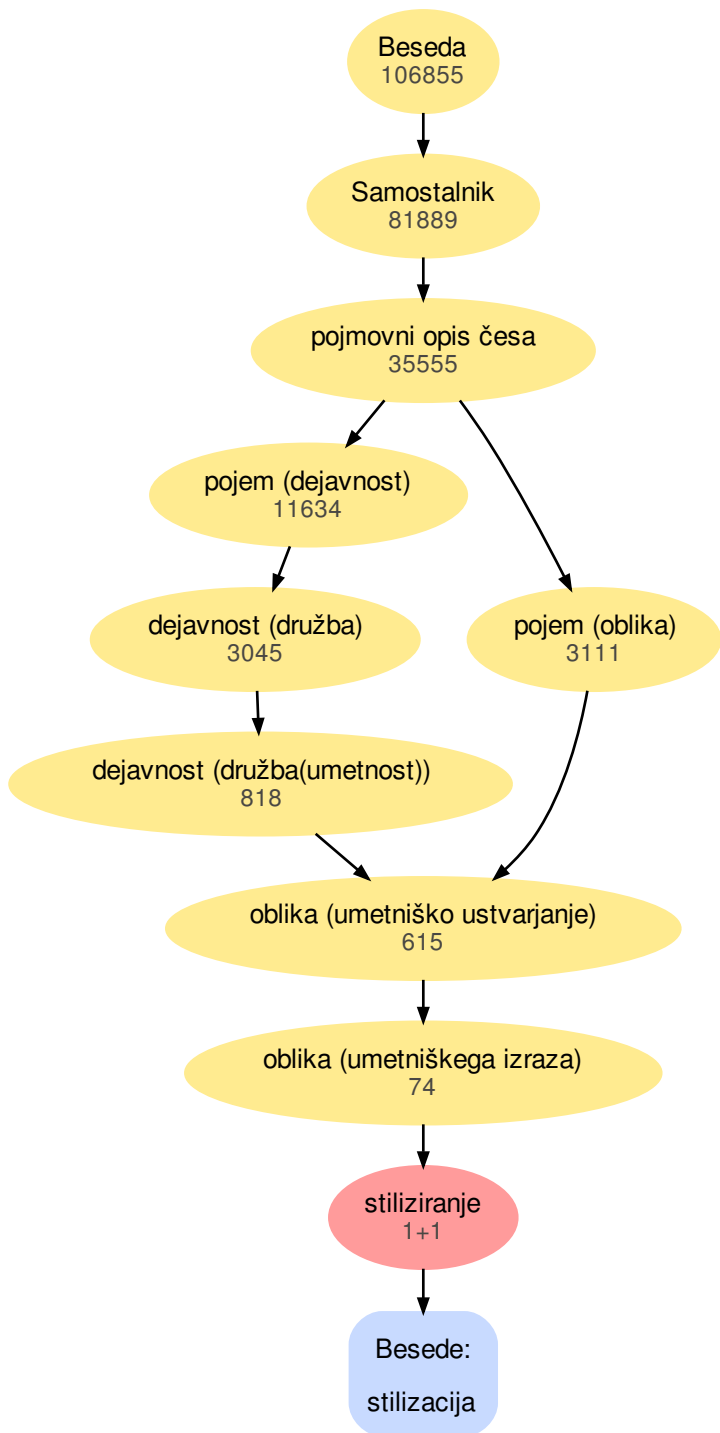 Beseda
106855
Samostalnik
81889
pojmovni opis česa
35555
pojem (dejavnost)
11634
dejavnost (družba)
3045
pojem (oblika)
3111
dejavnost (družba(umetnost))
818
oblika (umetniško ustvarjanje)
615
oblika (umetniškega izraza)
74
stiliziranje
1+1
Besede:
stilizacija